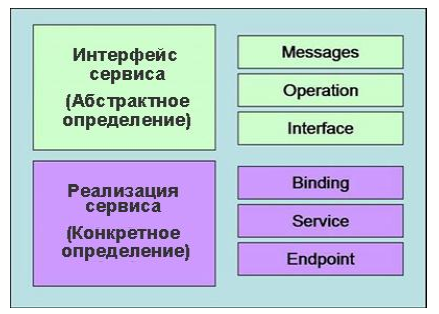 Интерфейс
сервиса
(Абстрактное
определение)
Messages
Operation
Interface
Реализация
сервиса
(Конкретное
определение)
Binding
Service
Endpoint